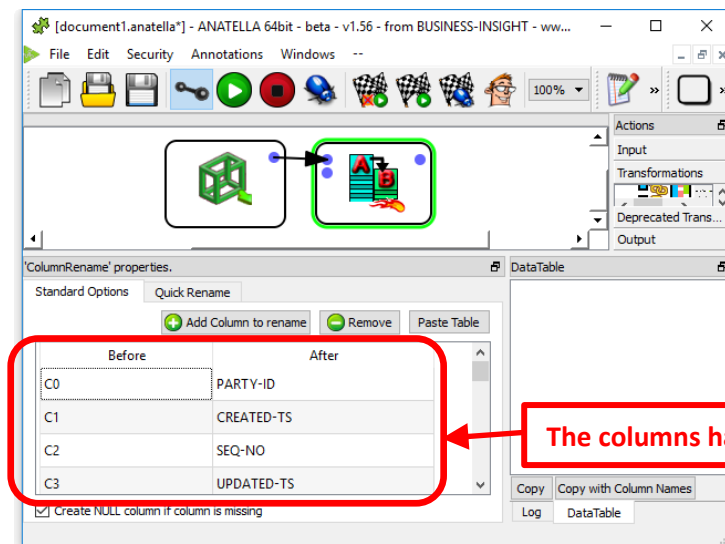 [document1.anatella*] - ANATELLA 64bit - beta - v1.56 - from BUSINESS-INSIGHT - ww...
File Edit Security Annotations Windows --
100%
»
»
Actions
Input
Transformations
Deprecated Trans...
Output
A
B
'ColumnRename' properties.
DataTable
Standard Options Quick Rename
Add Column to rename Remove Paste Table
Before After
C0 PARTY-ID
C1 CREATED-TS
C2 SEQ-NO
C3 UPDATED-TS
The columns ha
Create NULL column if column is missing
Copy Copy with Column Names
Log DataTable